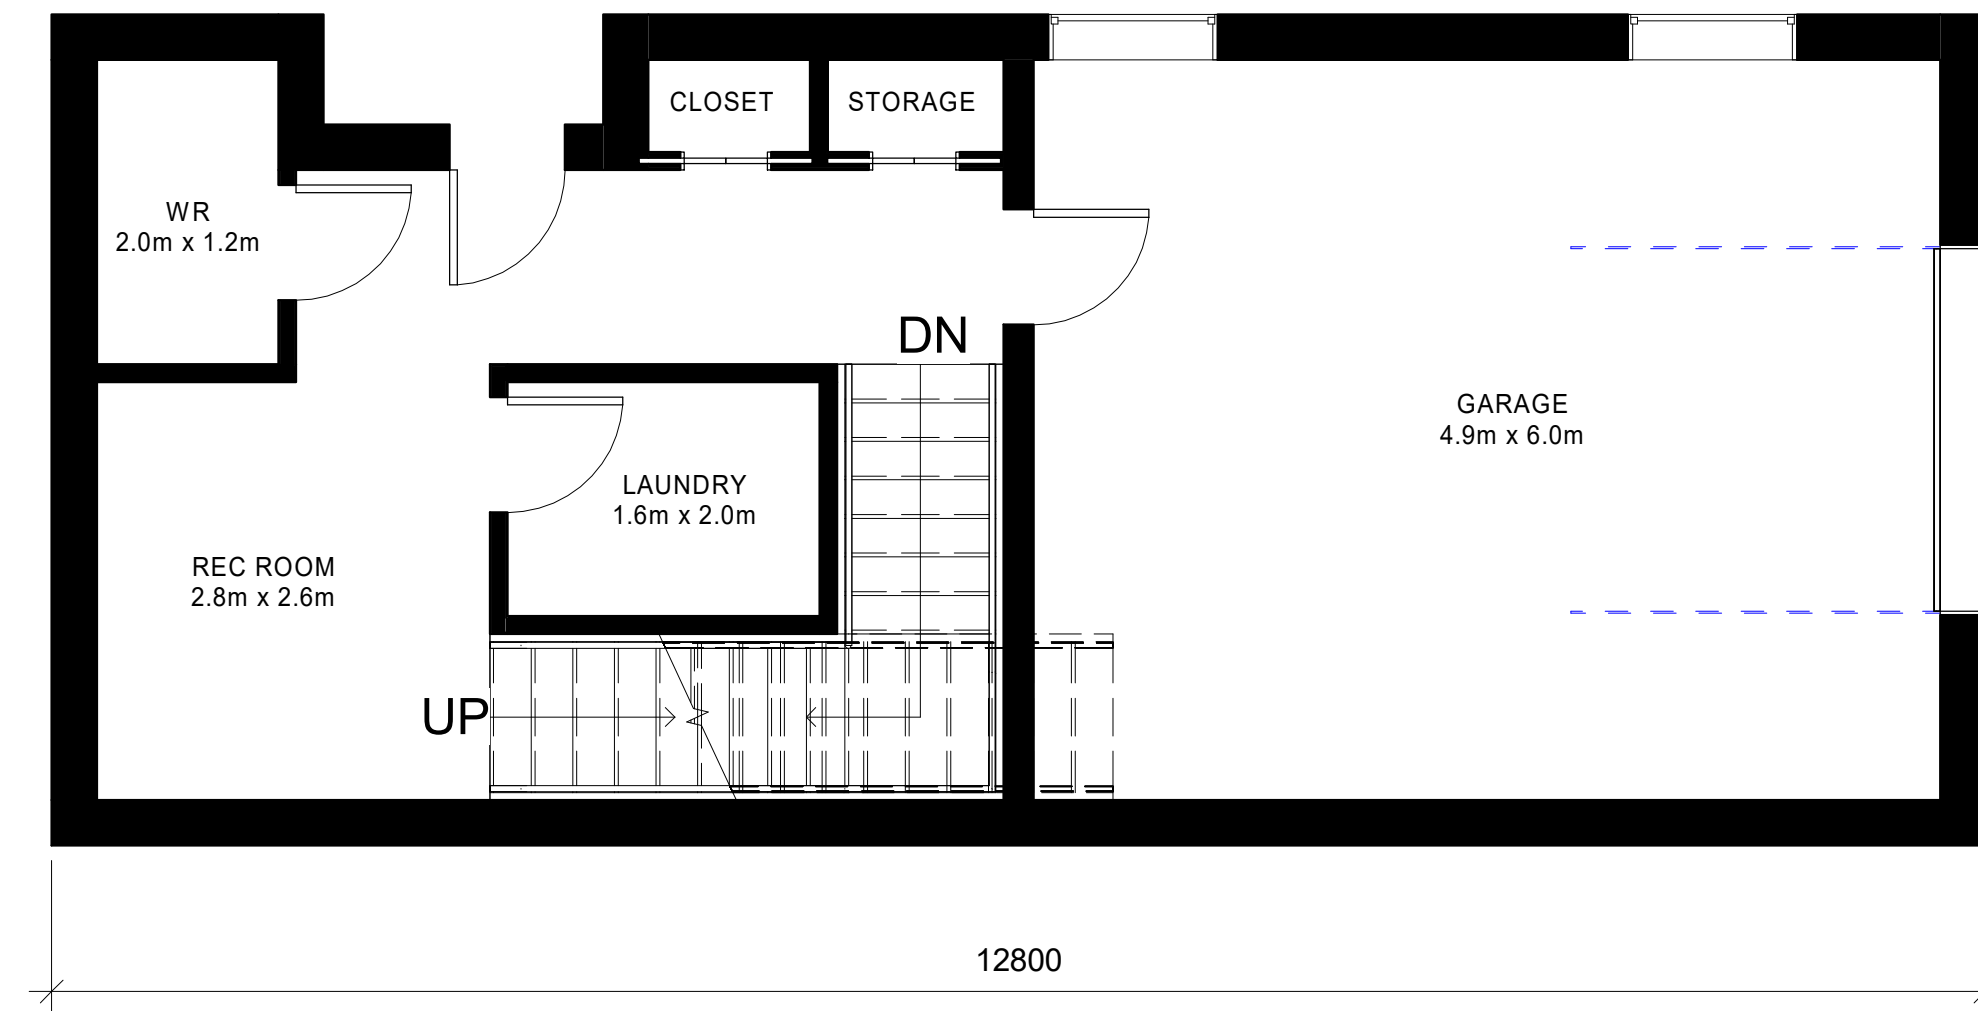 CLOSET
STORAGE
WR
2.0m x 1.2m
DN
GARAGE
4.9m x 6.0m
LAUNDRY
1.6m x 2.0m
REC ROOM
2.8m x 2.6m
UP
12800